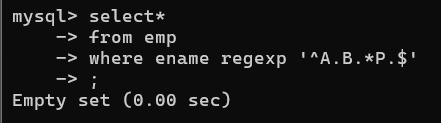 mysql> select*
    -> from emp
    -> where ename regexp '^A.B.*P.$'
    -> ;
Empty set (0.00 sec)